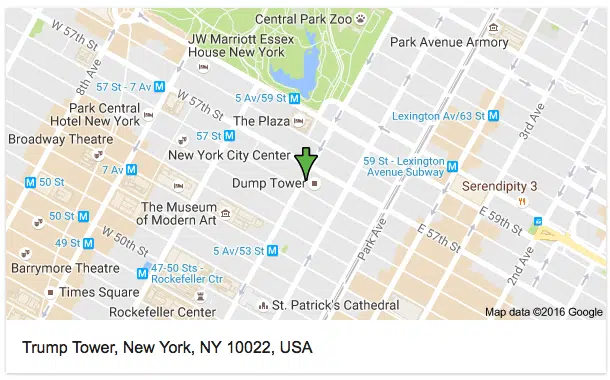 Central Park Zoo
W 57th St
JW Marriott Essex
House New York
Park Avenue Armory
8th Ave
57 St - 7 Av M
5 Av/59 St M
W 57th St
Park Central
Hotel New York
The Plaza
Lexington Av/63 St M
3rd Ave
Broadway Theatre
57 St M
New York City Center
59 St - Lexington
Avenue Subway M
7 Av M
Dump Tower
Serendipity 3
M 50 St
The Museum
of Modern Art
E 59th St
50 St M
W 50th St
Park Ave
E 57th St
49 St M
5 Av/53 St M
2nd Ave
Barrymore Theatre
M 47-50 Sts -
Rockefeller Ctr
Times Square
Rockefeller Center
St. Patrick's Cathedral
Map data ©2016 Google
Trump Tower, New York, NY 10022, USA